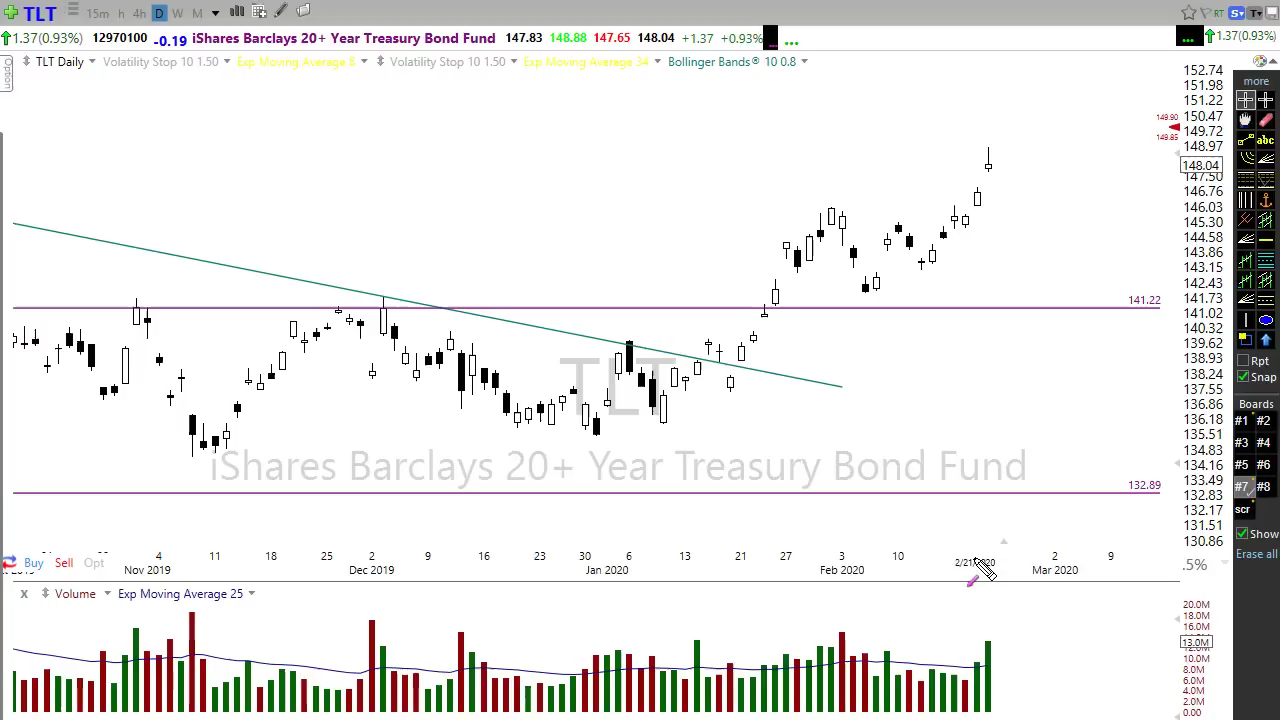 TLT 15m h 4h D W M RT S T
1.37(0.93%) 12970100 -0.19 iShares Barclays 20+ Year Treasury Bond Fund 147.83 148.88 147.65 148.04 +1.37 +0.93% ... ... 1.37(0.93%)
Option
TLT Daily Volatility Stop 10 1.50 Exp Moving Average 8 Volatility Stop 10 1.50 Exp Moving Average 34 Bollinger Bands® 10 0.8
152.74
151.98
151.22
150.47
149.90
149.72
149.85
148.97
148.04
147.50
146.76
146.03
145.30
144.58
143.86
143.15
142.43
141.73
141.22
141.02
140.32
139.62
138.93
138.24
137.55
136.86
136.18
135.51
134.83
134.16
133.49
132.89
132.83
132.17
131.51
130.86
TLT
iShares Barclays 20+ Year Treasury Bond Fund
more
abc
Rpt
Snap
Boards
#1 #2
#3 #4
#5 #6
#7 #8
scr
Show
Erase all
4 11 18 25 2 9 16 23 30 6 13 21 27 3 10 2 9
Buy Sell Opt
Nov 2019 Dec 2019 Jan 2020 Feb 2020 Mar 2020
.5%
x Volume Exp Moving Average 25
20.0M
18.0M
16.0M
13.0M
12.0M
10.0M
8.0M
6.0M
4.0M
2.0M
0.00